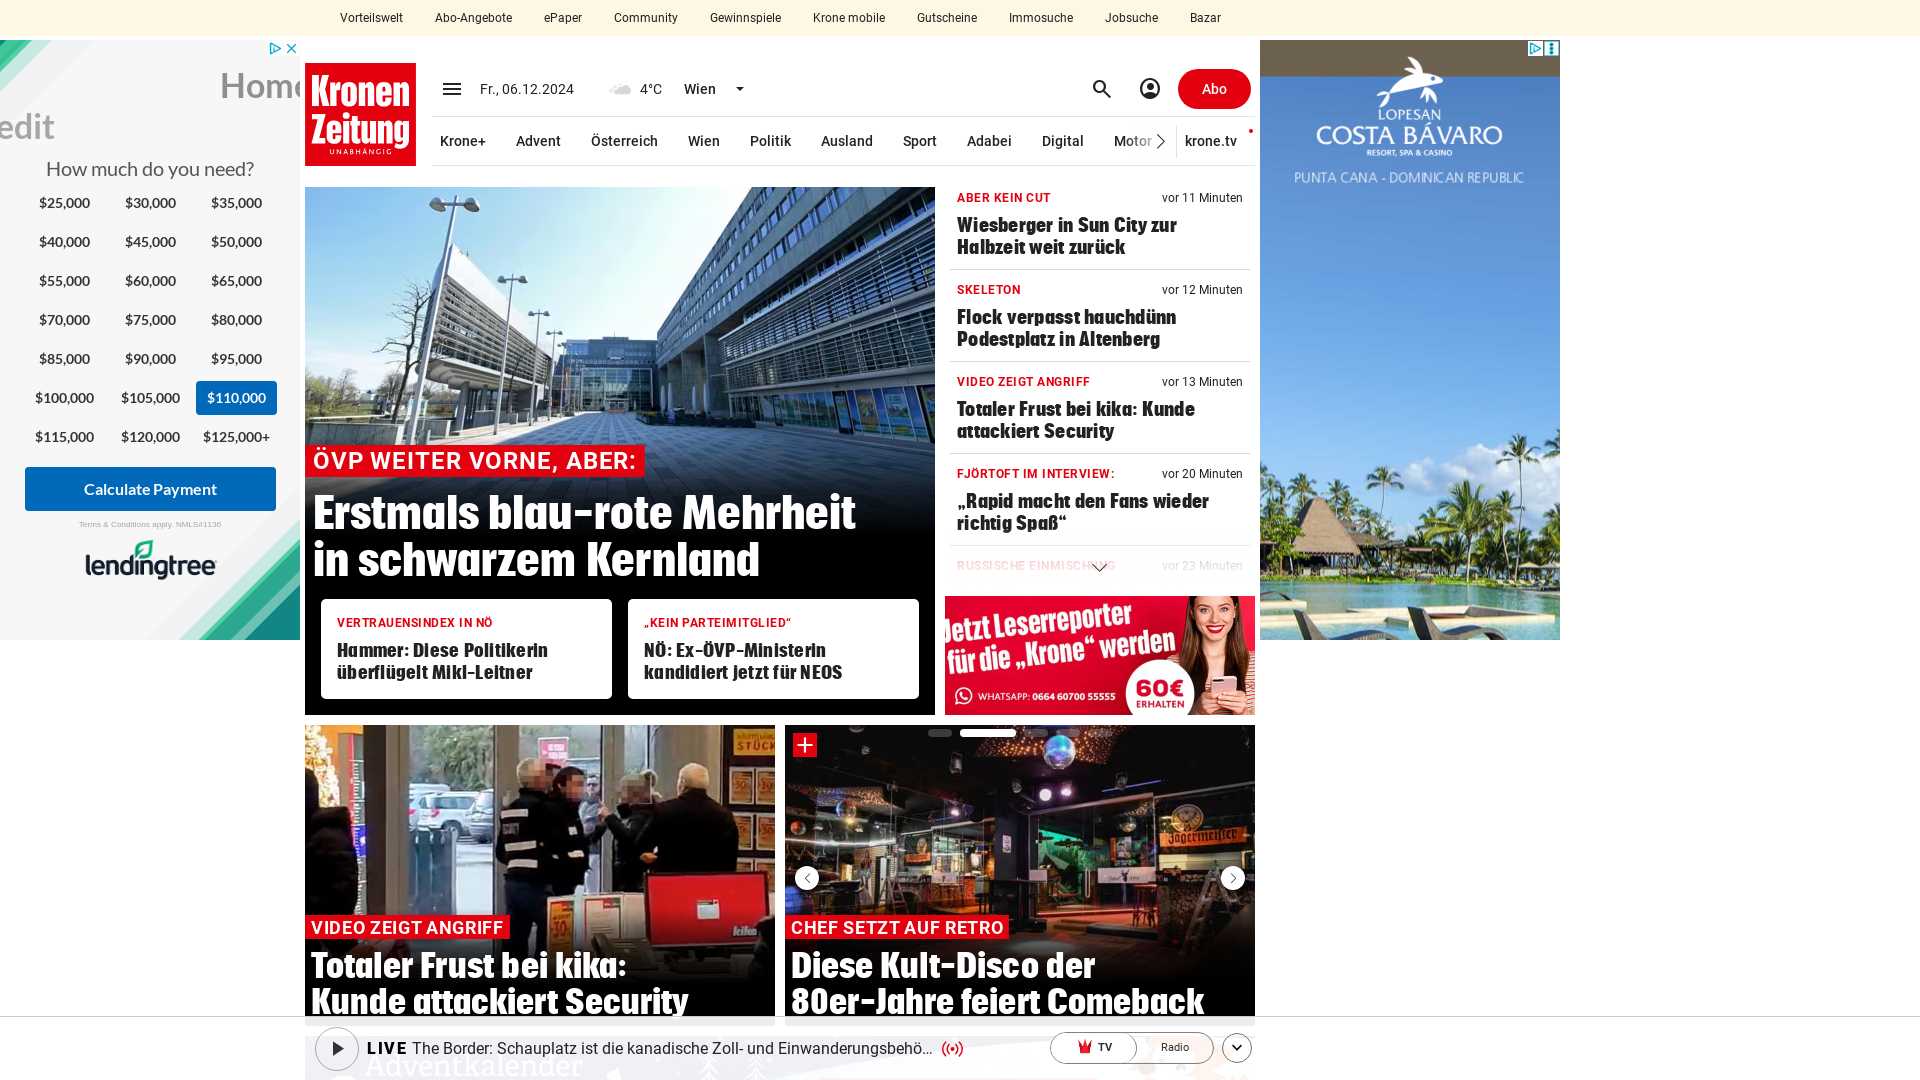 Vorteilswelt
Abo-Angebote
ePaper
Community
Gewinnspiele
Krone mobile
Gutscheine
Immosuche
Jobsuche
Bazar
Home
edit
How much do you need?
$25,000 $30,000 $35,000
$40,000 $45,000 $50,000
$55,000 $60,000 $65,000
$70,000 $75,000 $80,000
$85,000 $90,000 $95,000
$100,000 $105,000 $110,000
$115,000 $120,000 $125,000+
Calculate Payment
Terms & Conditions apply. NMLS#1136
lendingtree
Kronen
Zeitung
UNABHÄNGIG
Fr., 06.12.2024
4°C
Wien
Abo
Krone+
Advent
Österreich
Wien
Politik
Ausland
Sport
Adabei
Digital
Motor
krone.tv
ÖVP WEITER VORNE, ABER:
Erstmals blau-rote Mehrheit
in schwarzem Kernland
VERTRAUENSINDEX IN NÖ
Hammer: Diese Politikerin
überflügelt Mikl-Leitner
„KEIN PARTEIMITGLIED“
NÖ: Ex-ÖVP-Ministerin
kandidiert jetzt für NEOS
ABER KEIN CUT
vor 11 Minuten
Wiesberger in Sun City zur
Halbzeit weit zurück
SKELETON
vor 12 Minuten
Flock verpasst hauchdünn
Podestplatz in Altenberg
VIDEO ZEIGT ANGRIFF
vor 13 Minuten
Totaler Frust bei kika: Kunde
attackiert Security
FJÖRTOFT IM INTERVIEW:
vor 20 Minuten
„Rapid macht den Fans wieder
richtig Spaß“
RUSSISCHE EINMISCHUNG
vor 23 Minuten
Jetzt Leserreporter
für die „Krone“ werden
WHATSAPP: 0664 60700 55555
60€
ERHALTEN
LOPESAN
COSTA BÁVARO
RESORT, SPA & CASINO
PUNTA CANA - DOMINICAN REPUBLIC
STÜCK
VIDEO ZEIGT ANGRIFF
Totaler Frust bei kika:
Kunde attackiert Security
Jägermeister
CHEF SETZT AUF RETRO
Diese Kult-Disco der
80er-Jahre feiert Comeback
Adventkalender
LIVE The Border: Schauplatz ist die kanadische Zoll- und Einwanderungsbehö...
TV
Radio